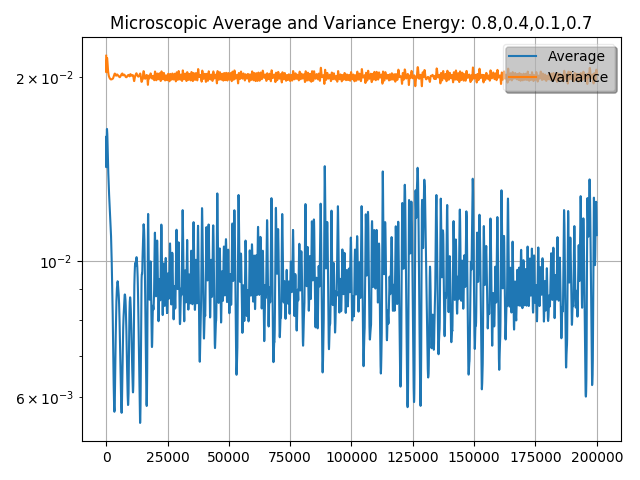 Microscopic Average and Variance Energy: 0.8,0.4,0.1,0.7
Average
Variance
2 × 10⁻²
10⁻²
6 × 10⁻³
0 25000 50000 75000 100000 125000 150000 175000 200000